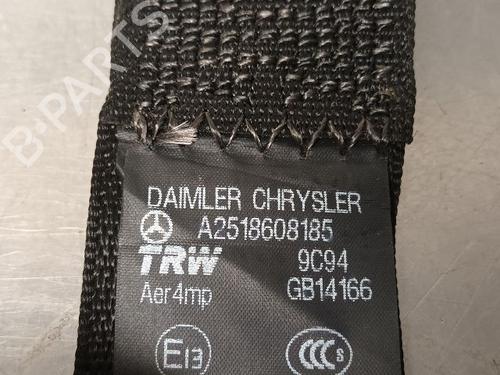 B-PARTS
DAIMLER CHRYSLER
A2518608185
TRW 9C94
Aer4mp GB14166
E13 CCC S